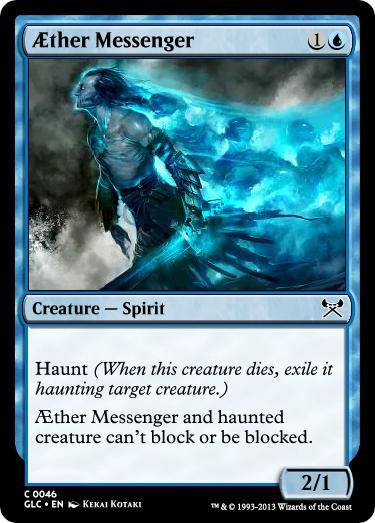 Æther Messenger 1
Creature — Spirit
Haunt (When this creature dies, exile it
haunting target creature.)
Æther Messenger and haunted
creature can't block or be blocked.
2/1
C 0046
GLC • EN Kekai Kotaki
™ & © 1993-2013 Wizards of the Coast